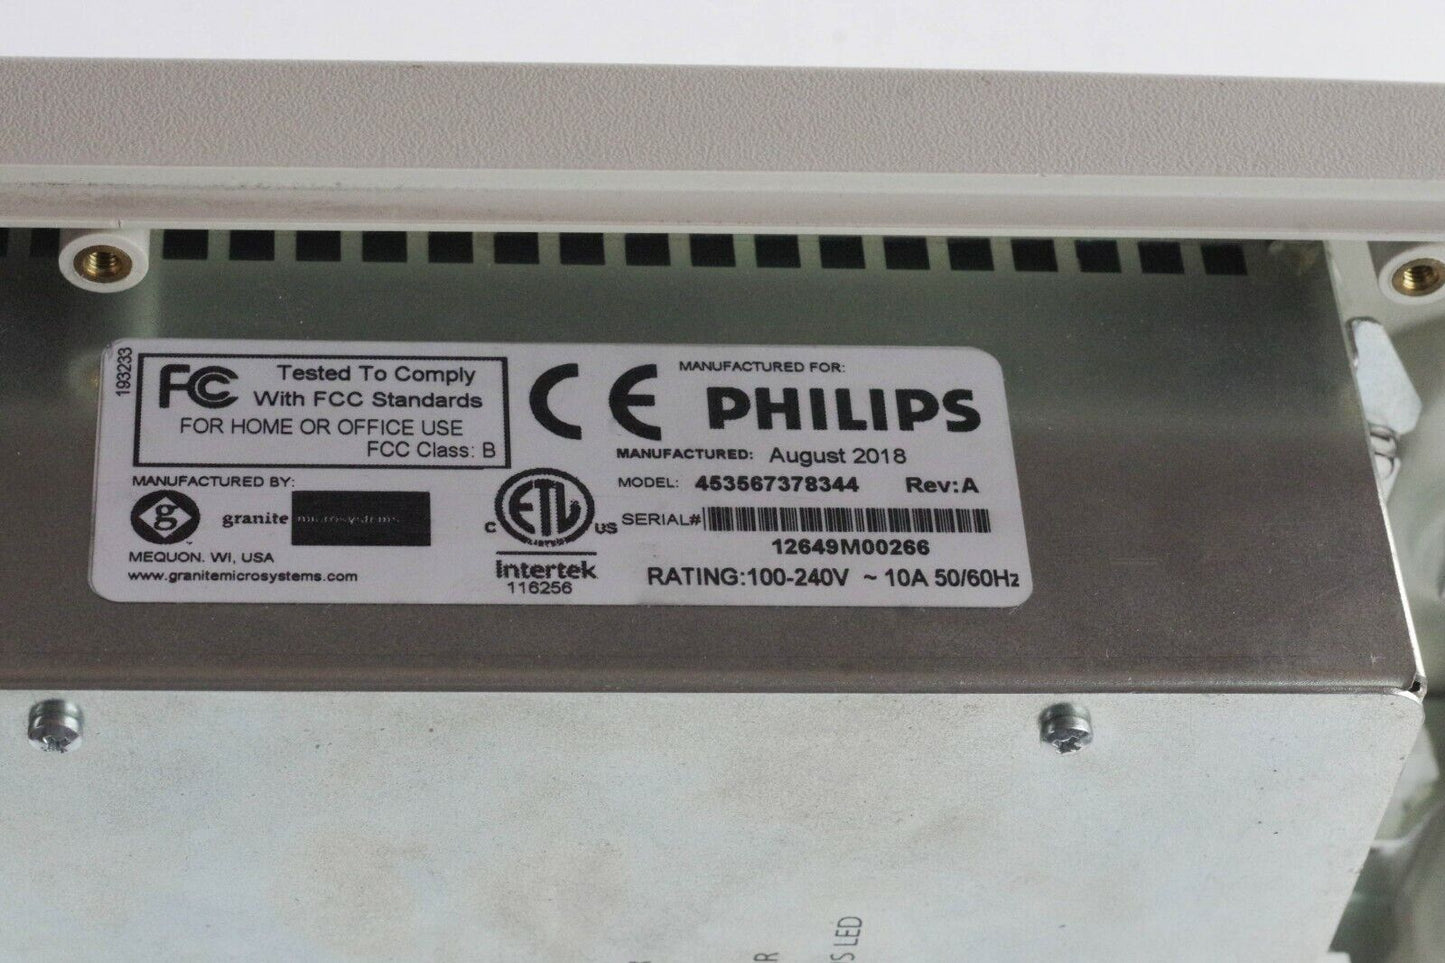 193233
FC
Tested To Comply
With FCC Standards
FOR HOME OR OFFICE USE
FCC Class: B
MANUFACTURED BY:
g
granite microsystems
MEQUON. WI, USA
www.granitemicrosystems.com
C ETL US
LISTED
Intertek
116256
CE
MANUFACTURED FOR:
PHILIPS
MANUFACTURED: August 2018
MODEL: 453567378344 Rev:A
SERIAL#
12649M00266
RATING:100-240V ~ 10A 50/60Hz
R
S LED